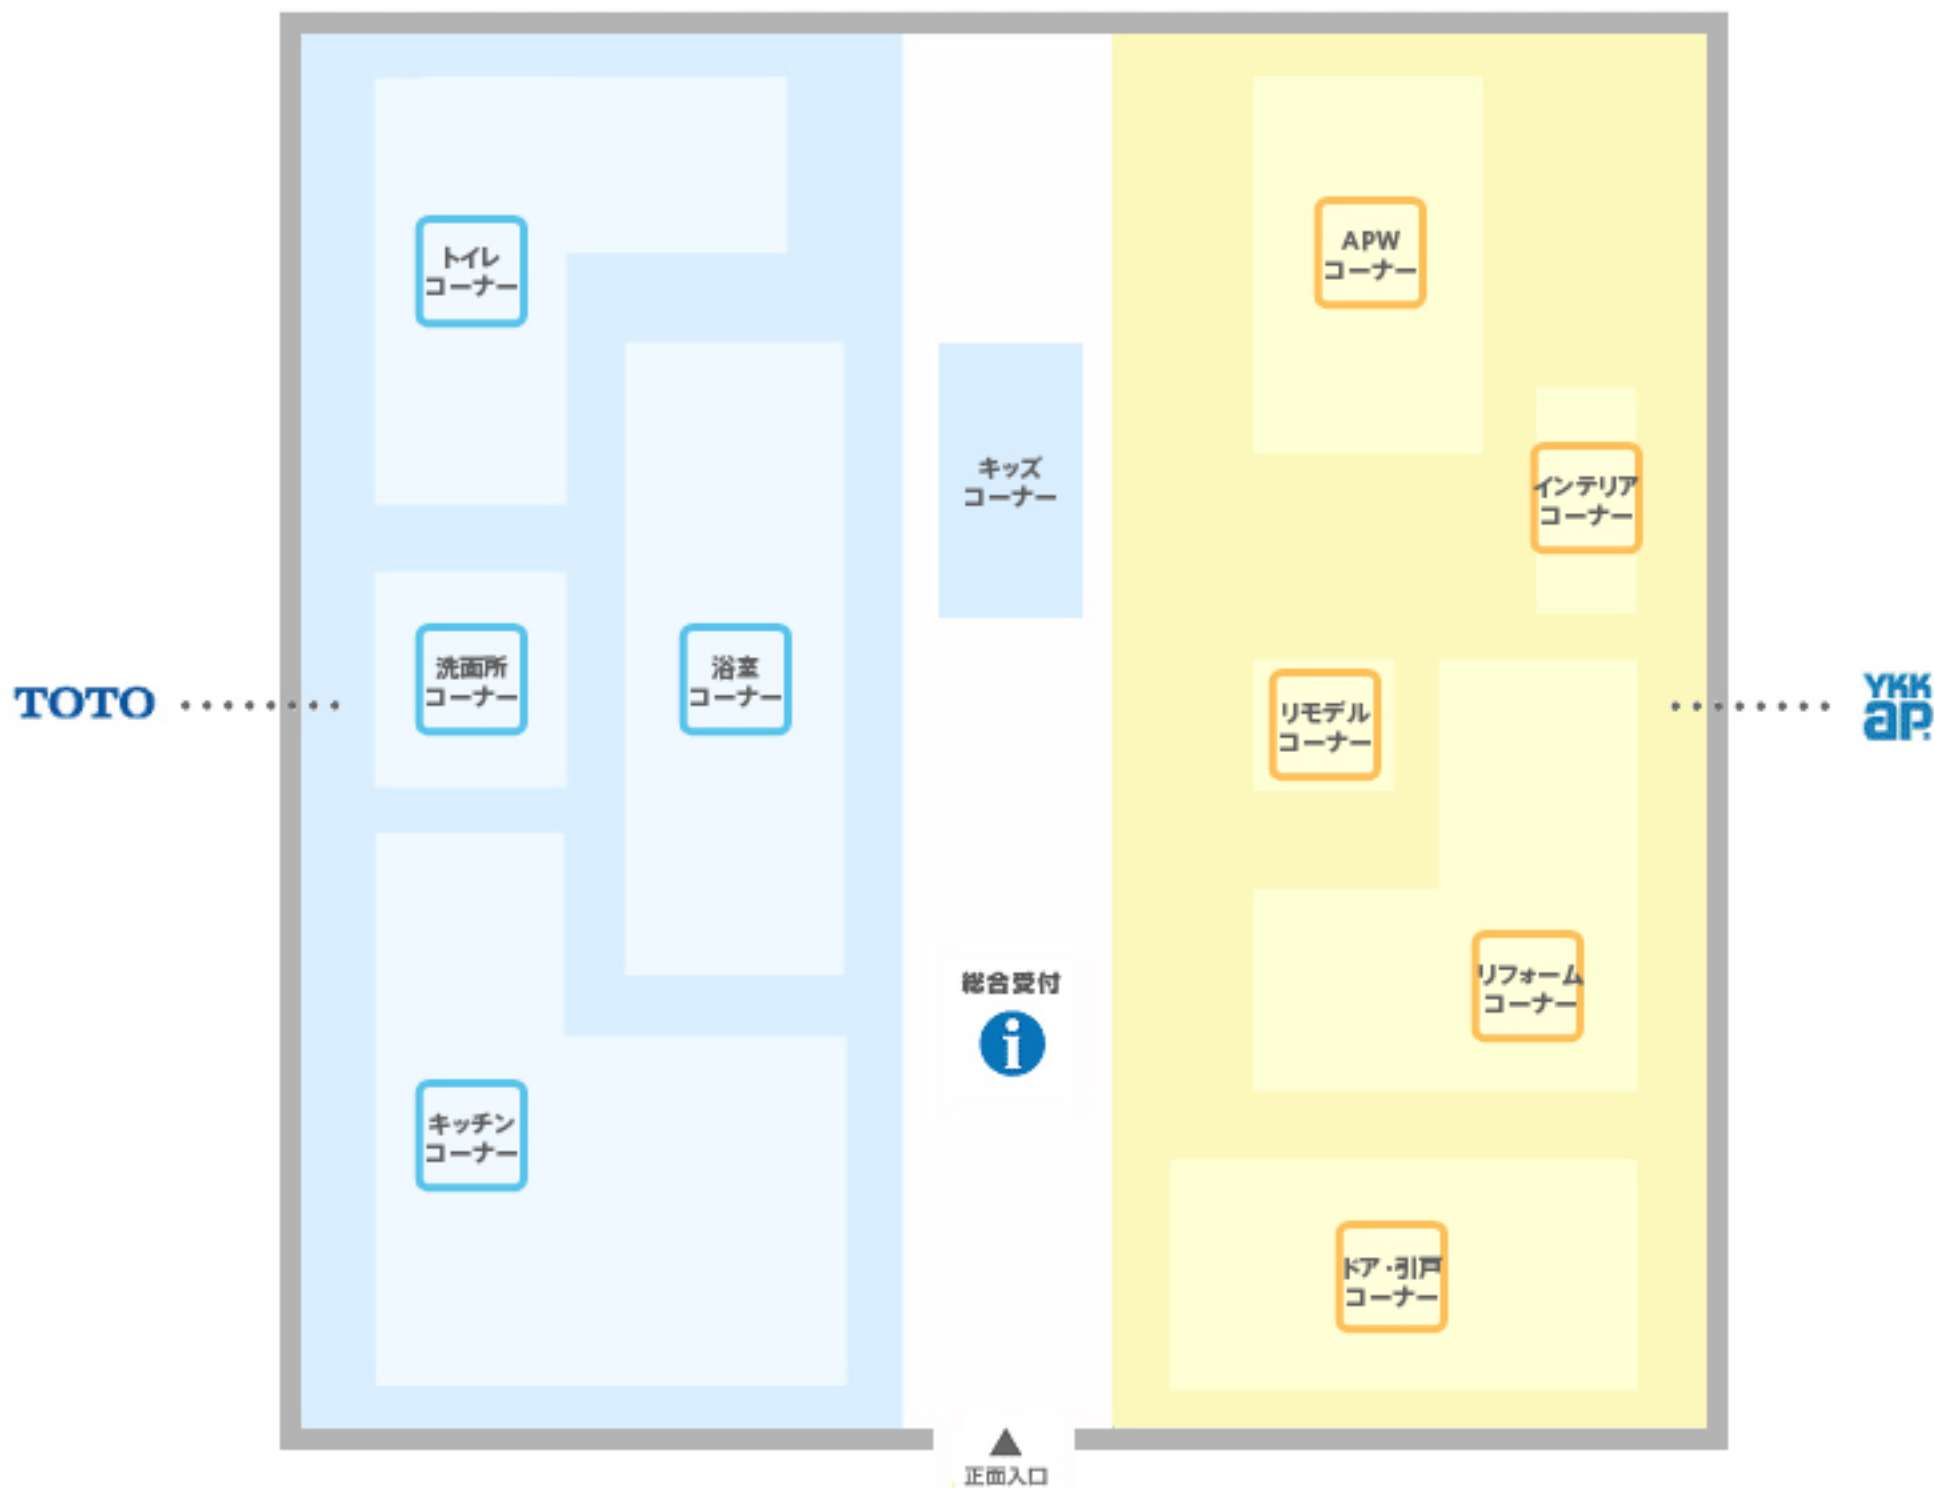 トイレ
コーナー
APW
コーナー
キッズ
コーナー
インテリア
コーナー
TOTO
洗面所
コーナー
浴室
コーナー
リモデル
コーナー
YKK
ap.
総合受付
i
リフォーム
コーナー
キッチン
コーナー
ドア・引戸
コーナー
正面入口